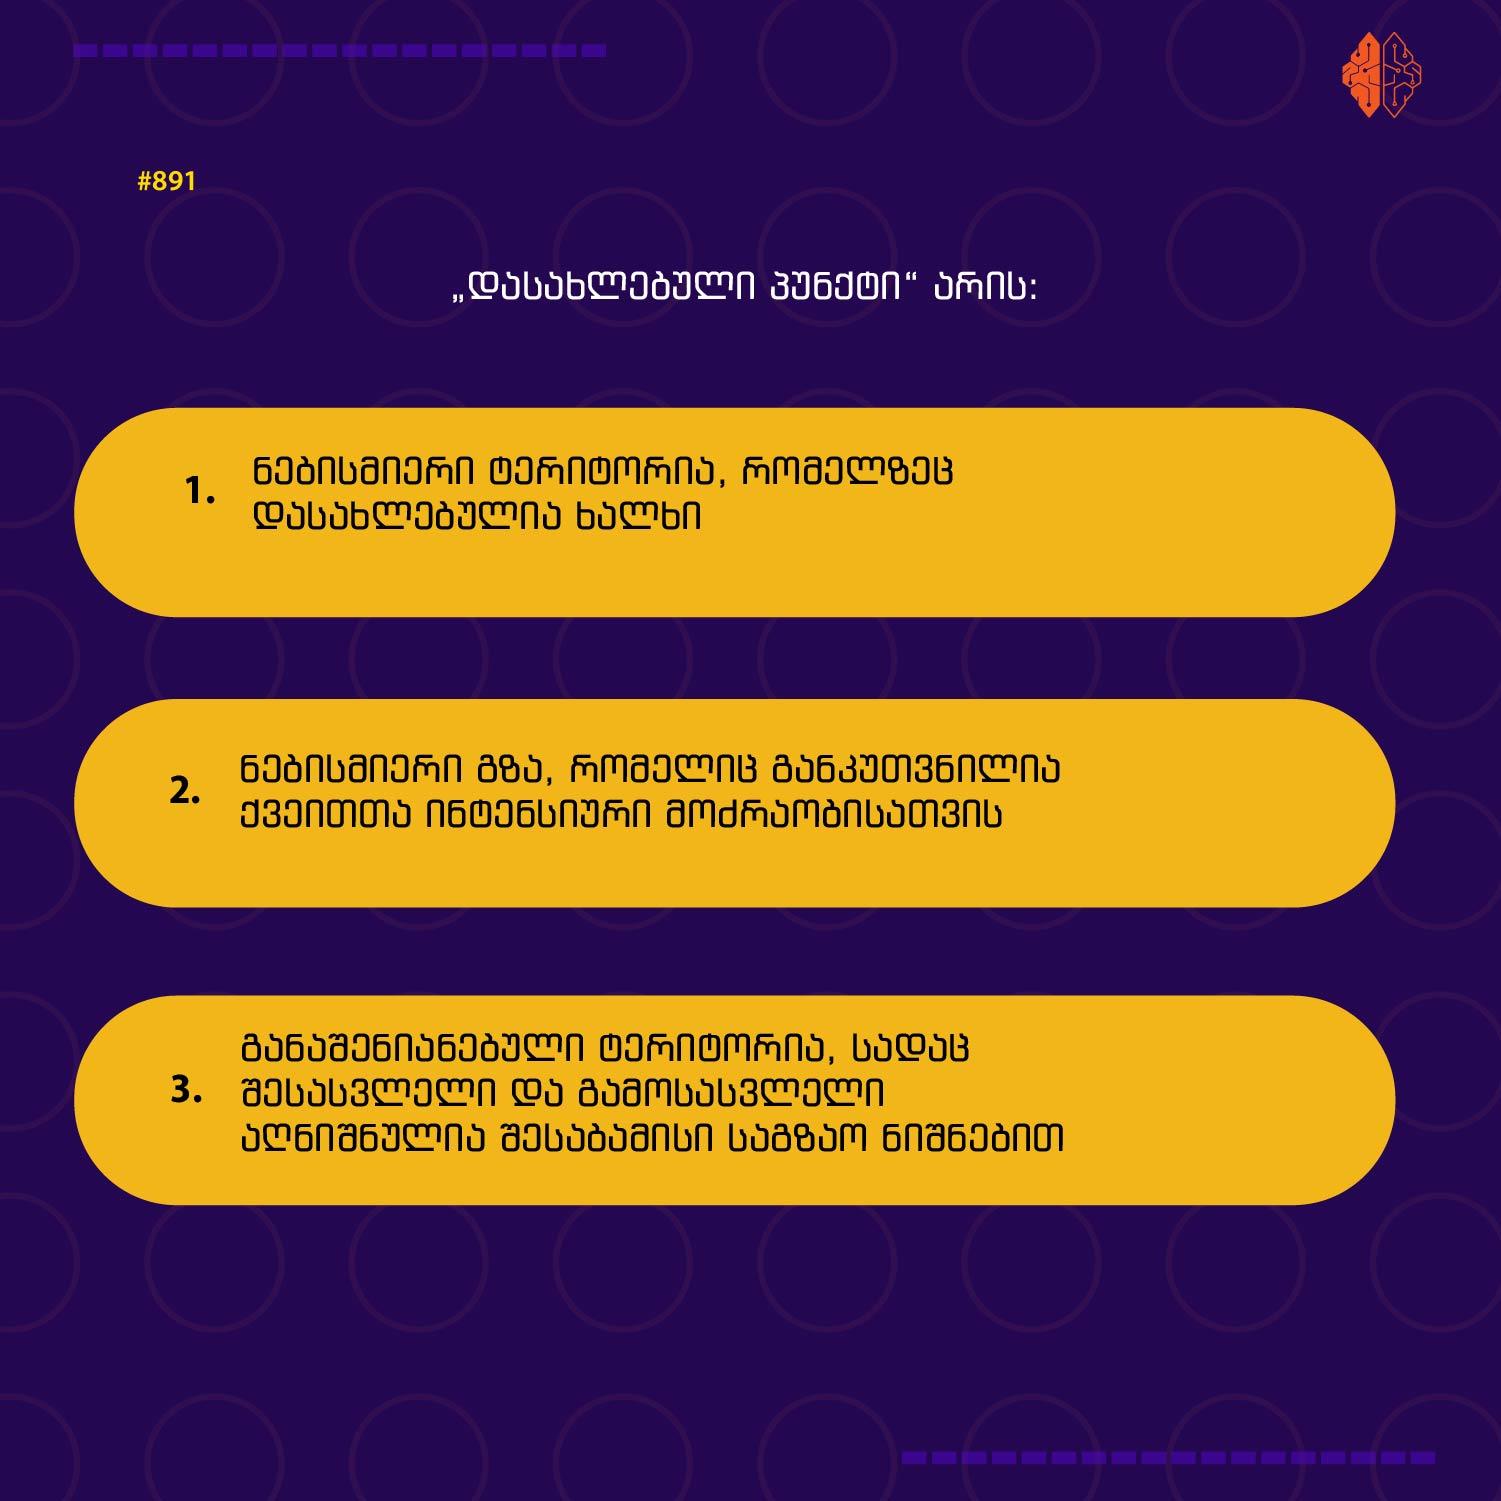 #891
„დასახლებული პუნქტი“ არის:
1. ნებისმიერი ტერიტორია, რომელზეც
დასახლებულია ხალხი
2. ნებისმიერი გზა, რომელიც განკუთვნილია
ქვეითთა ინტენსიური მოძრაობისათვის
3. განაშენიანებული ტერიტორია, სადაც
შესასვლელი და გამოსასვლელი
აღნიშნულია შესაბამისი საგზაო ნიშნებით